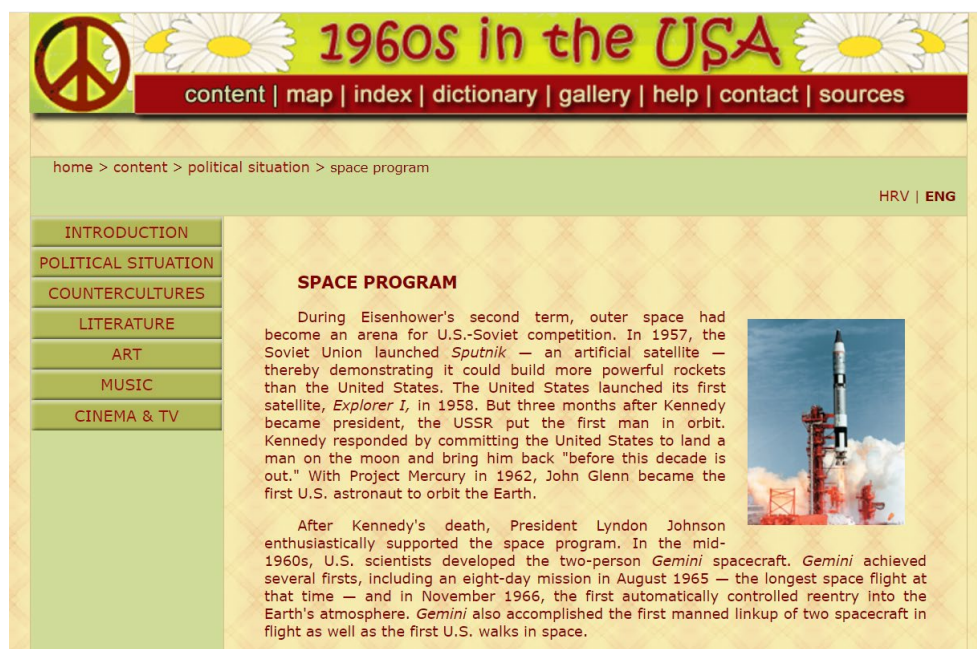 1960s in the USA
content | map | index | dictionary | gallery | help | contact | sources
home > content > political situation > space program
HRV | ENG
INTRODUCTION
POLITICAL SITUATION
COUNTERCULTURES
LITERATURE
ART
MUSIC
CINEMA & TV
SPACE PROGRAM
During Eisenhower's second term, outer space had
become an arena for U.S.-Soviet competition. In 1957, the
Soviet Union launched Sputnik — an artificial satellite —
thereby demonstrating it could build more powerful rockets
than the United States. The United States launched its first
satellite, Explorer I, in 1958. But three months after Kennedy
became president, the USSR put the first man in orbit.
Kennedy responded by committing the United States to land a
man on the moon and bring him back "before this decade is
out." With Project Mercury in 1962, John Glenn became the
first U.S. astronaut to orbit the Earth.
After Kennedy's death, President Lyndon Johnson
enthusiastically supported the space program. In the mid-
1960s, U.S. scientists developed the two-person Gemini spacecraft. Gemini achieved
several firsts, including an eight-day mission in August 1965 — the longest space flight at
that time — and in November 1966, the first automatically controlled reentry into the
Earth's atmosphere. Gemini also accomplished the first manned linkup of two spacecraft in
flight as well as the first U.S. walks in space.